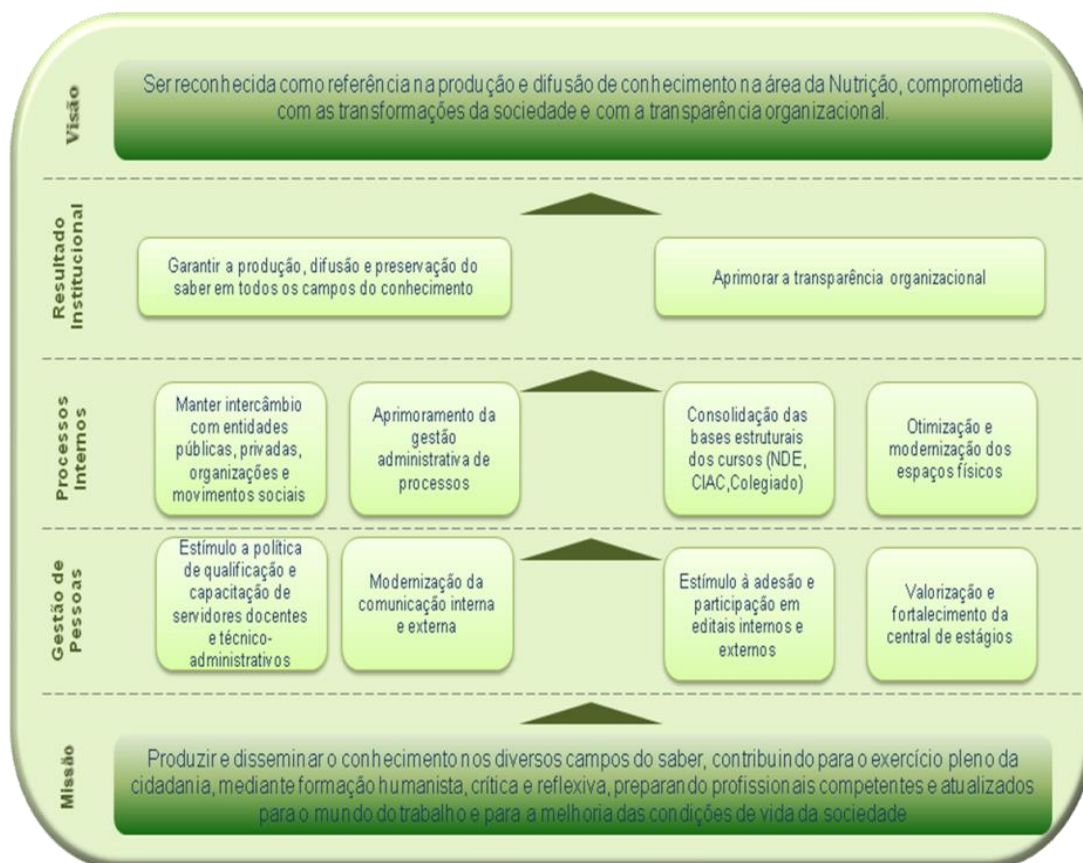 Visão
Ser reconhecida como referência na produção e difusão de conhecimento na área da Nutrição, comprometida
com as transformações da sociedade e com a transparência organizacional.
Resultado
Institucional
Garantir a produção, difusão e preservação do
saber em todos os campos do conhecimento
Aprimorar a transparência organizacional
Processos
Internos
Manter intercâmbio
com entidades
públicas, privadas,
organizações e
movimentos sociais
Aprimoramento da
gestão
administrativa de
processos
Consolidação das
bases estruturais
dos cursos (NDE,
CIAC,Colegiado)
Otimização e
modernização dos
espaços físicos
Gestão de
Pessoas
Estímulo a política
de qualificação e
capacitação de
servidores docentes
e técnico-
administrativos
Modernização da
comunicação interna
e externa
Estímulo à adesão e
participação em
editais internos e
externos
Valorização e
fortalecimento da
central de estágios
Missão
Produzir e disseminar o conhecimento nos diversos campos do saber, contribuindo para o exercício pleno da
cidadania, mediante formação humanista, crítica e reflexiva, preparando profissionais competentes e atualizados
para o mundo do trabalho e para a melhoria das condições de vida da sociedade